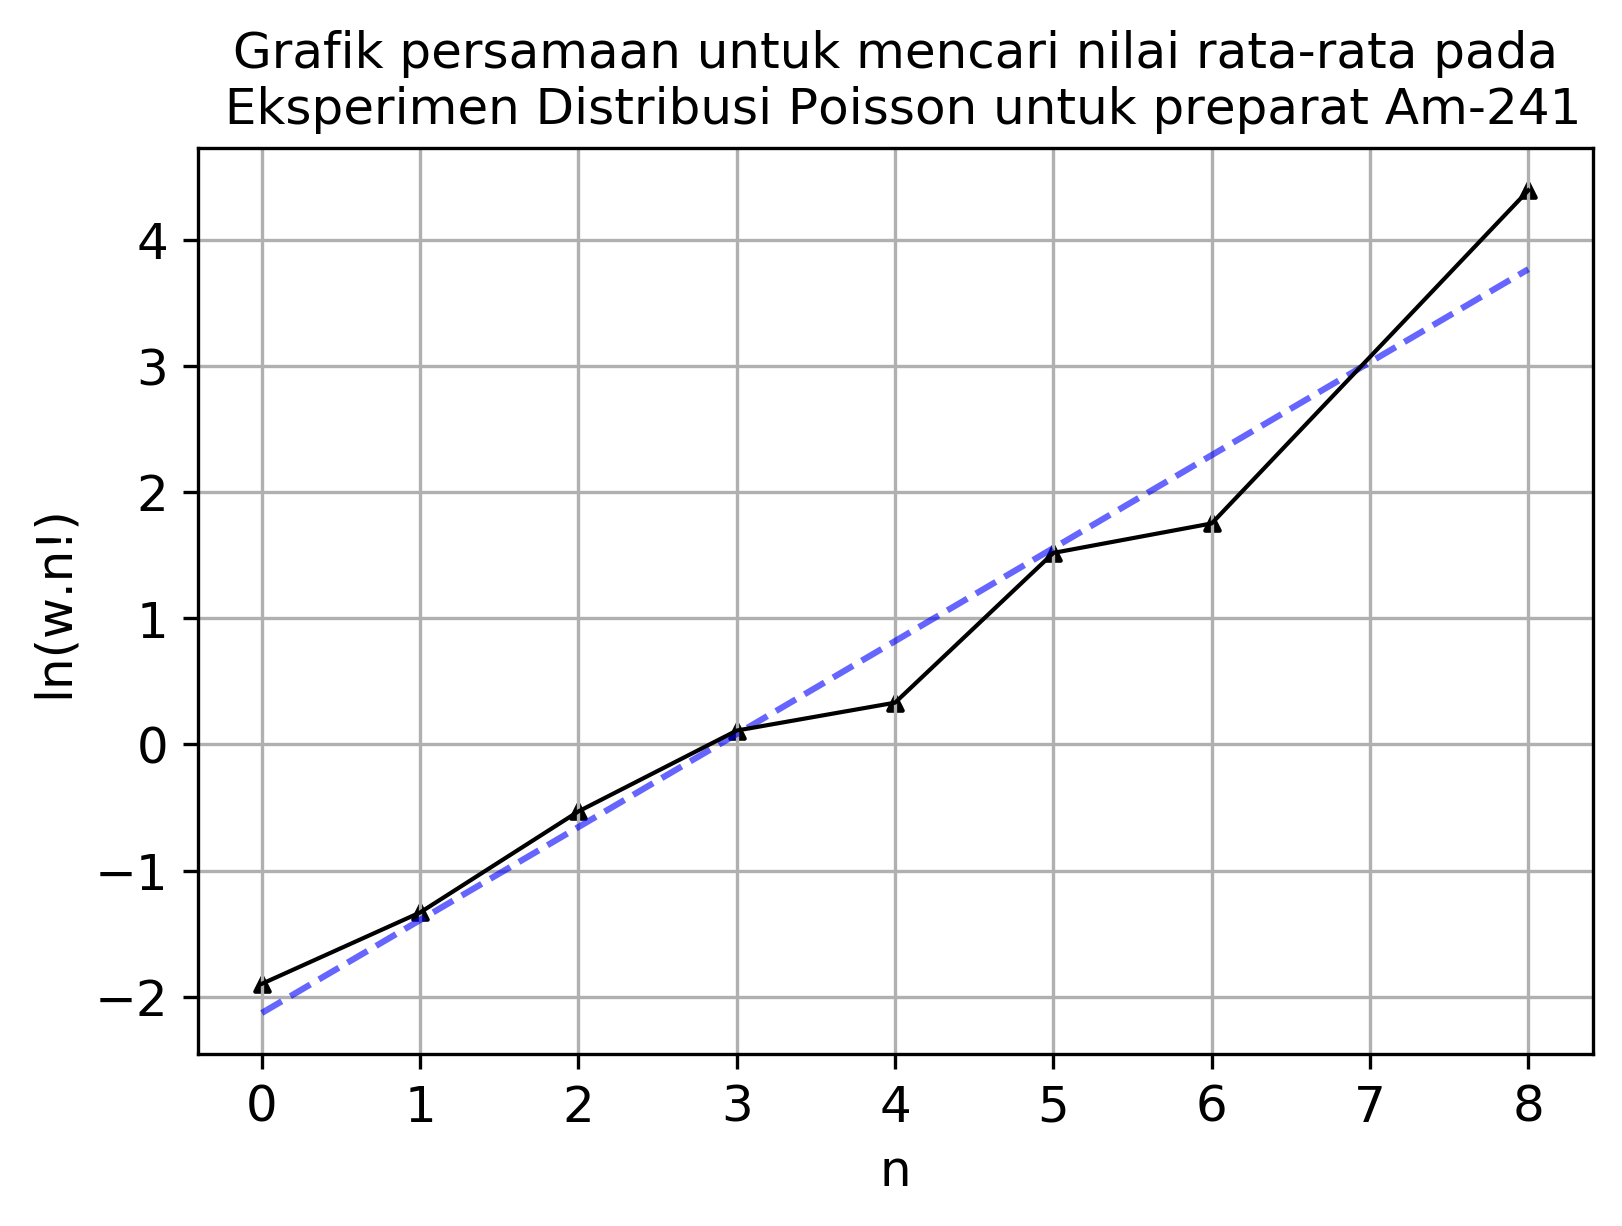 Grafik persamaan untuk mencari nilai rata-rata pada
Eksperimen Distribusi Poisson untuk preparat Am-241
4
3
2
1
0
−1
−2
ln(w.n!)
0 1 2 3 4 5 6 7 8
n